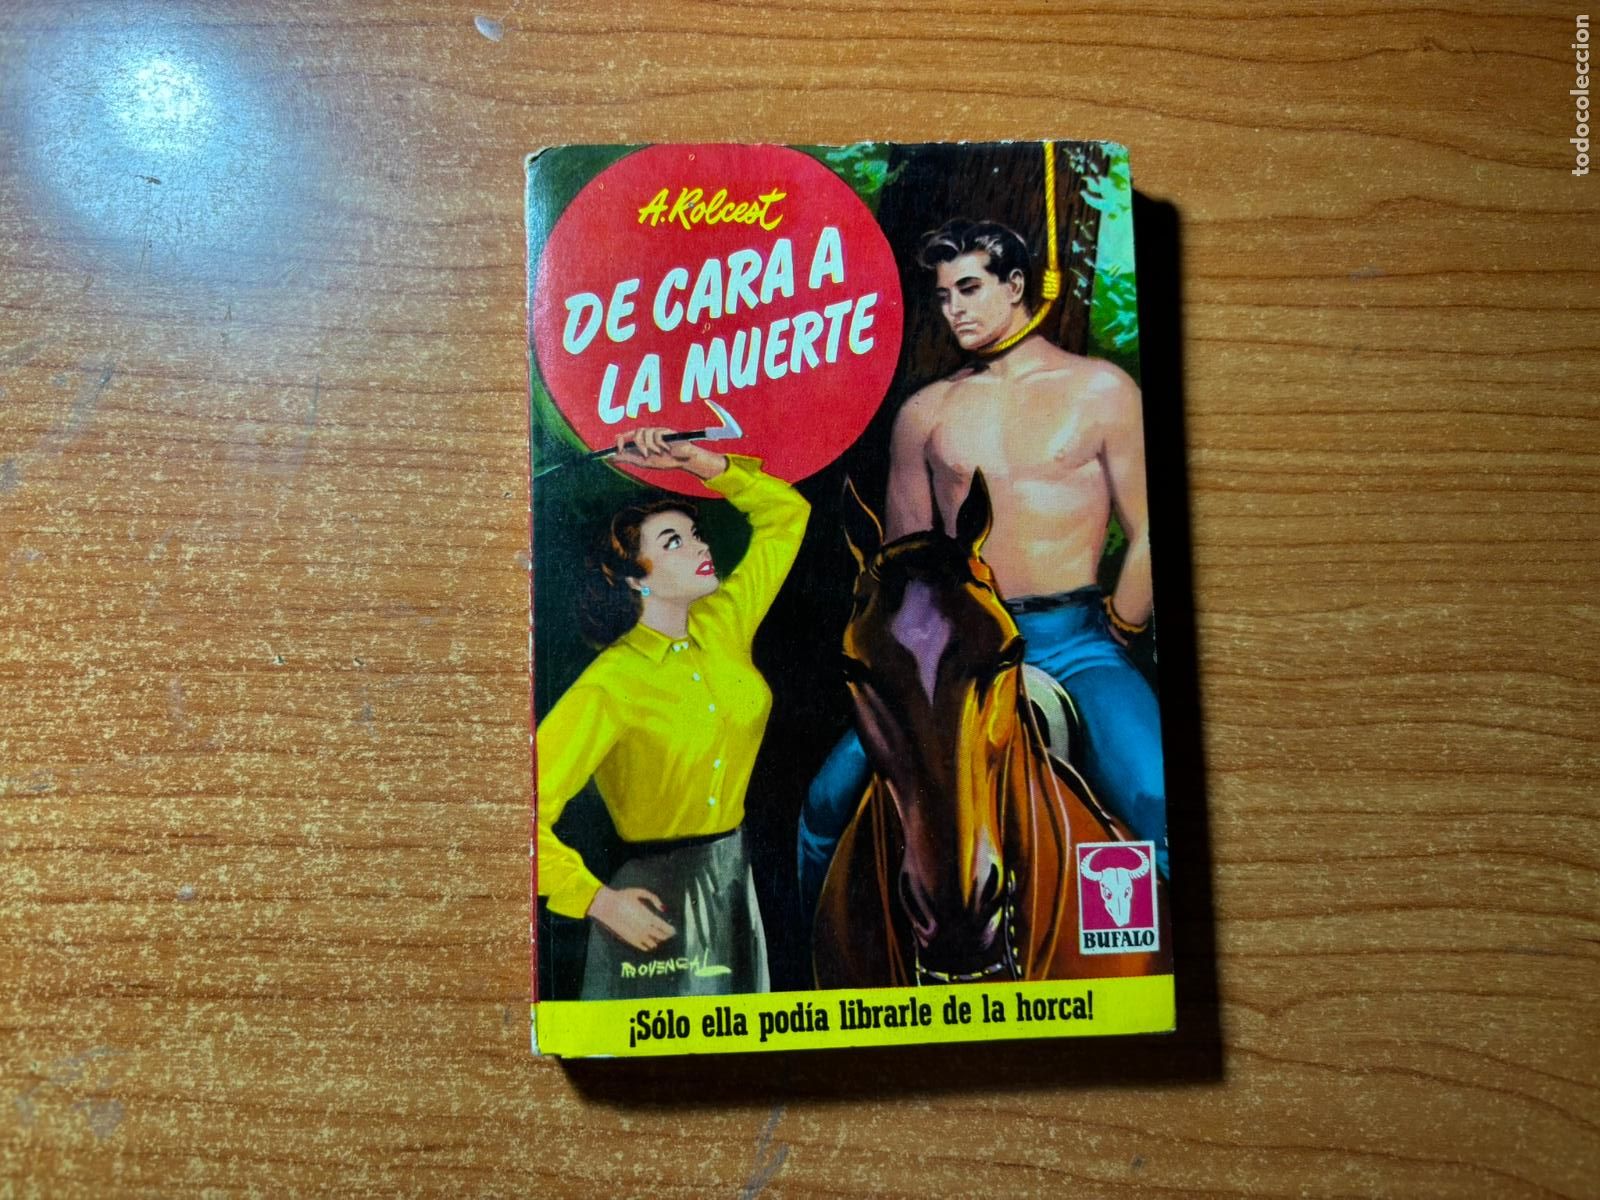 A. Rolcest
DE CARA A
LA MUERTE
PROVENCAL
BUFALO
¡Sólo ella podía librarle de la horca!
todocoleccion